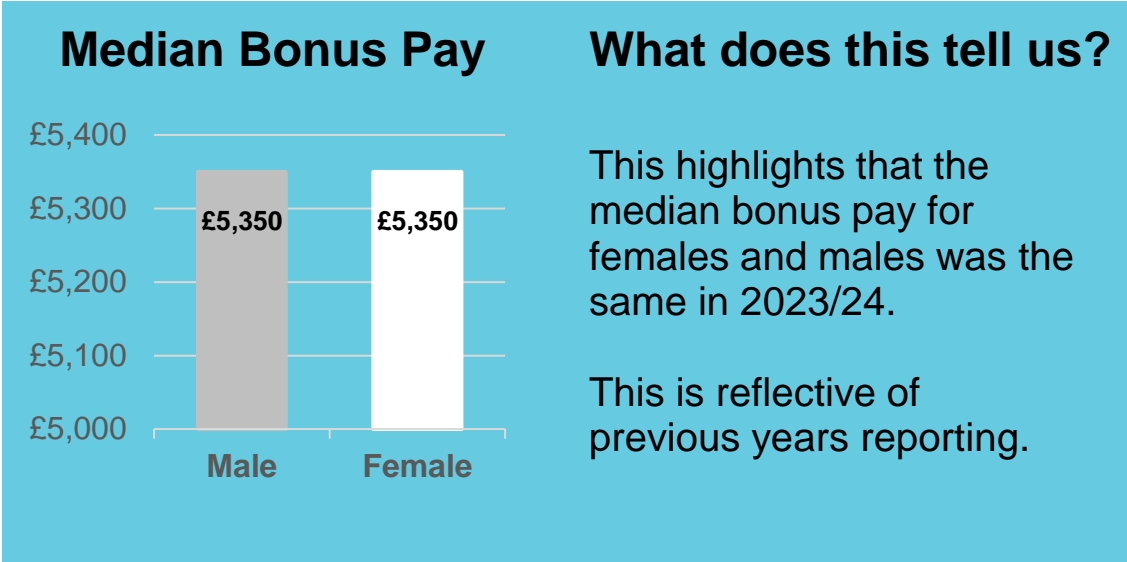 Median Bonus Pay
£5,400
£5,300
£5,200
£5,100
£5,000
£5,350
£5,350
Male
Female
What does this tell us?
This highlights that the
median bonus pay for
females and males was the
same in 2023/24.
This is reflective of
previous years reporting.